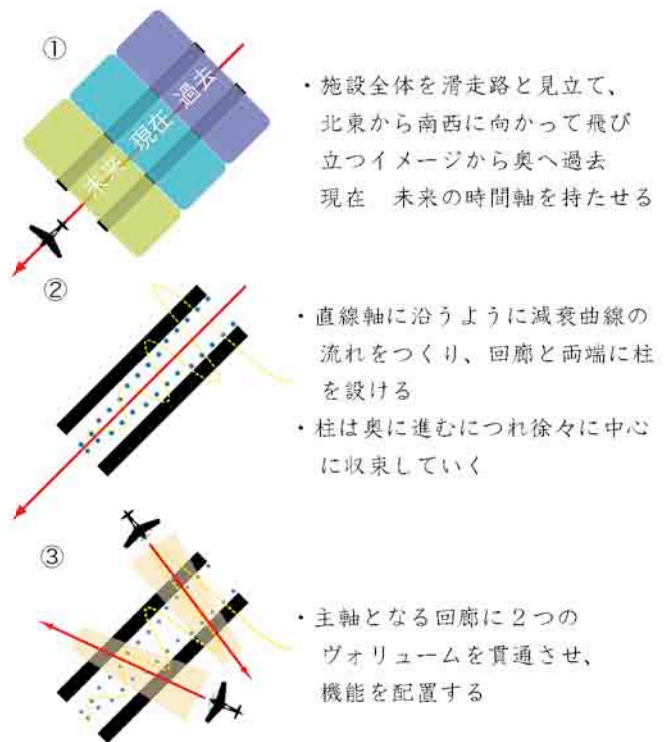 ①
過去
現在
未来
・施設全体を滑走路と見立て、
北東から南西に向かって飛び
立つイメージから奥へ過去
現在　未来の時間軸を持たせる
②
・直線軸に沿うように減衰曲線の
流れをつくり、回廊と両端に柱
を設ける
・柱は奥に進むにつれ徐々に中心
に収束していく
③
・主軸となる回廊に２つの
ヴォリュームを貫通させ、
機能を配置する